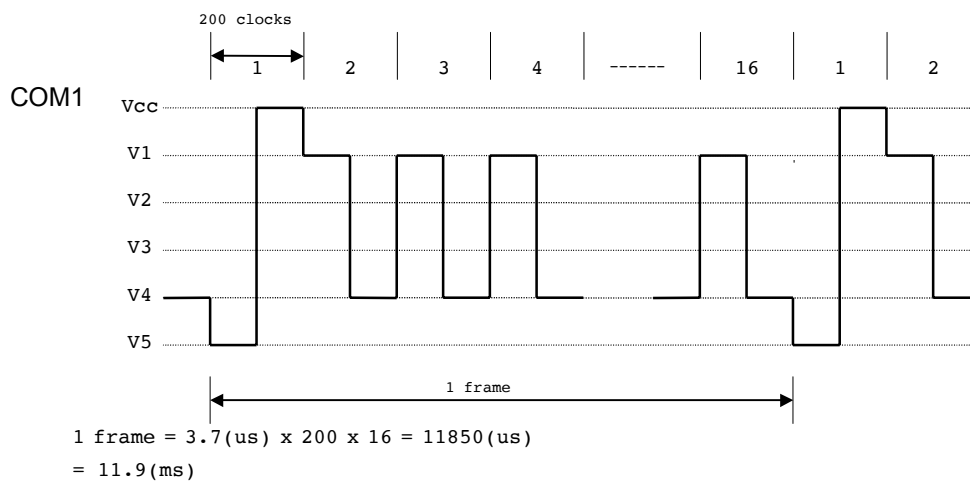 200 clocks
1 2 3 4 ------ 16 1 2
COM1
Vcc
V1
V2
V3
V4
V5
1 frame
1 frame = 3.7(us) x 200 x 16 = 11850(us)
= 11.9(ms)